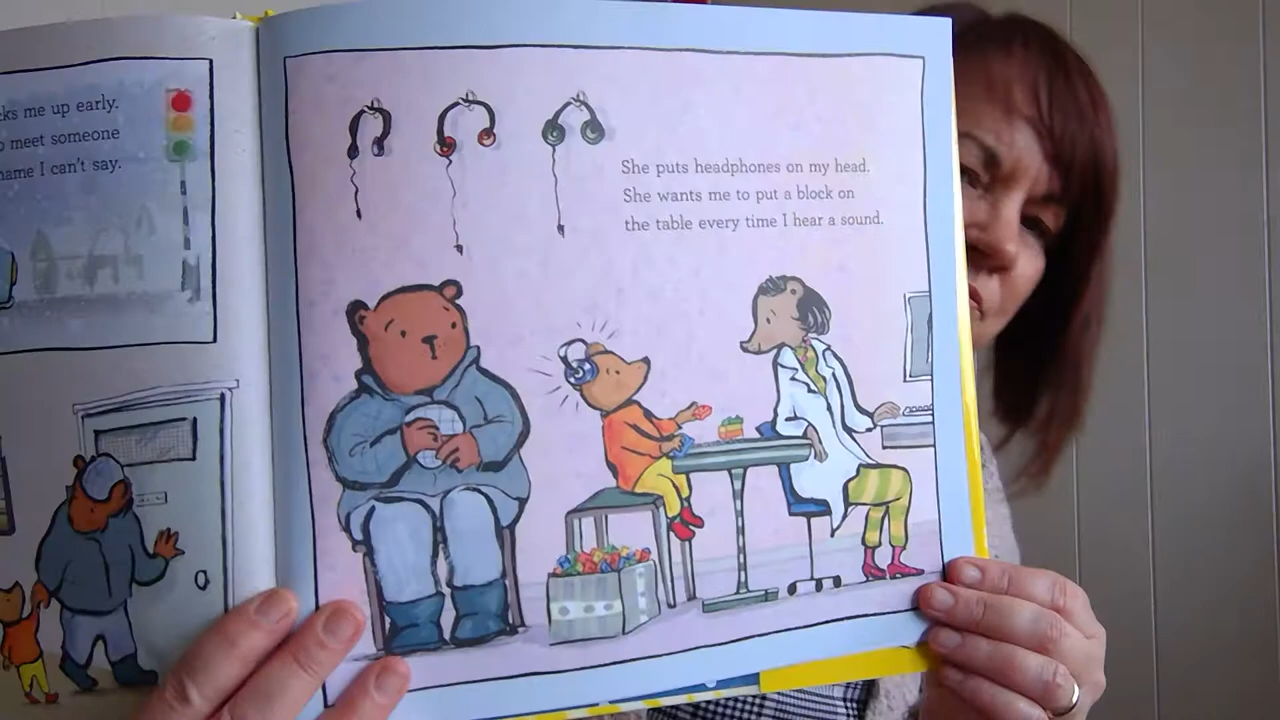 me up early.
meet someone
name I can't say.
She puts headphones on my head.
She wants me to put a block on
the table every time I hear a sound.